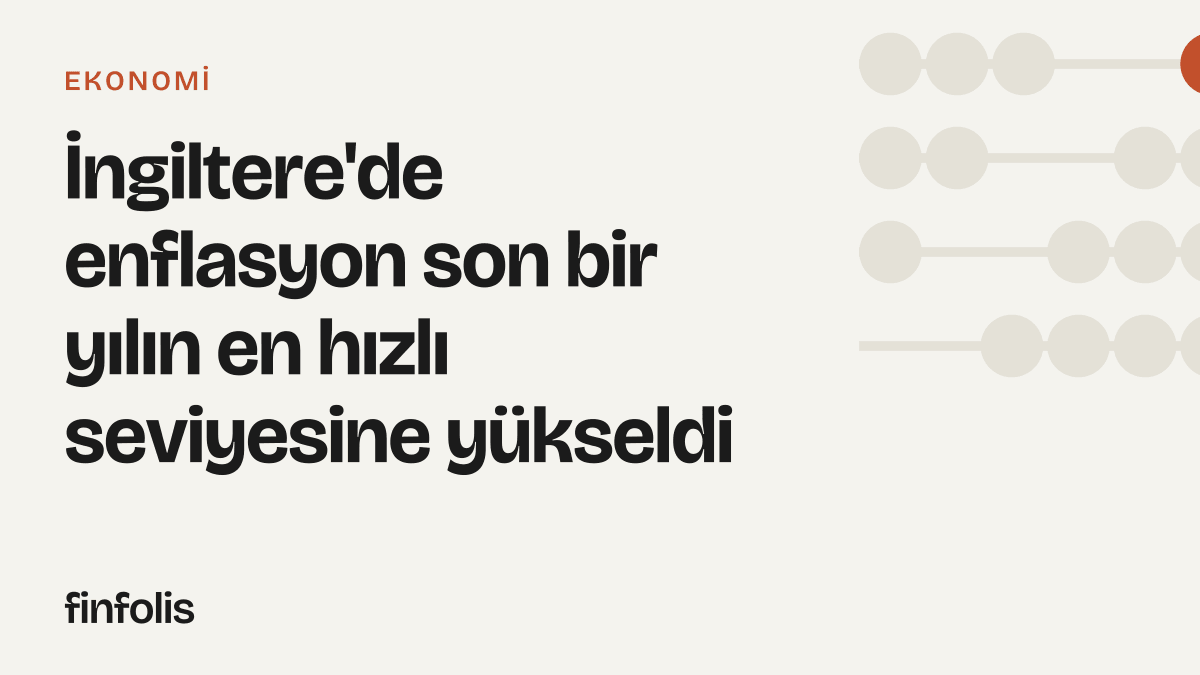 EKONOMİ
İngiltere'de
enflasyon son bir
yılın en hızlı
seviyesine yükseldi
finfolis